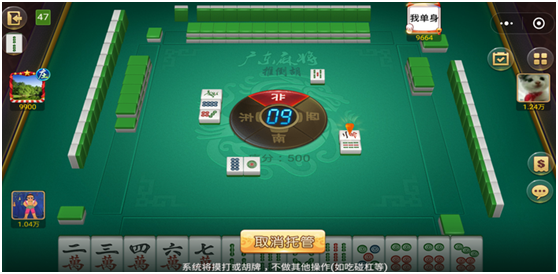 47
我单身
9664
广东麻将
推倒胡
庄
9900
1.24万
北
09
南
分：500
1.04万
取消托管
二萬
三萬
四萬
六萬
七萬
系统将摸打或胡牌，不做其他操作(如吃碰杠等)